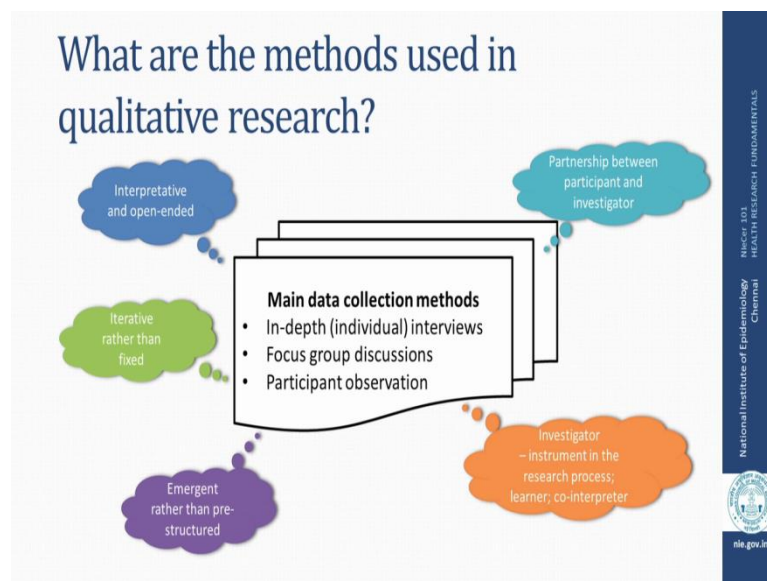 What are the methods used in
qualitative research?
Interpretative
and open-ended
Partnership between
participant and
investigator
Main data collection methods
• In-depth (individual) interviews
• Focus group discussions
• Participant observation
Iterative
rather than
fixed
Emergent
rather than pre-
structured
Investigator
– instrument in the
research process;
learner; co-interpreter
NIeCer 101
HEALTH RESEARCH FUNDAMENTALS
National Institute of Epidemiology
Chennai
nie.gov.in